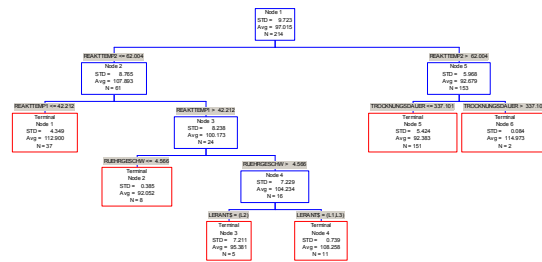 Node 1
STD = 9.723
Avg = 97.015
N = 214
REAKTTEMP2 <= 62.004
REAKTTEMP2 > 62.004
Node 2
STD = 8.765
Avg = 107.893
N = 61
Node 5
STD = 5.968
Avg = 92.679
N = 153
REAKTTEMP1 <= 42.212
REAKTTEMP1 > 42.212
TROCKNUNGSDAUER <= 337.101
TROCKNUNGSDAUER > 337.10
Terminal
Node 1
STD = 4.349
Avg = 112.900
N = 37
Node 3
STD = 8.238
Avg = 100.173
N = 24
Terminal
Node 5
STD = 5.424
Avg = 92.383
N = 151
Terminal
Node 6
STD = 0.084
Avg = 114.973
N = 2
RUEHRGESCHW <= 4.566
RUEHRGESCHW > 4.566
Terminal
Node 2
STD = 0.385
Avg = 92.052
N = 8
Node 4
STD = 7.229
Avg = 104.234
N = 16
LERANT$ = (L2)
LERANT$ = (L1,L3)
Terminal
Node 3
STD = 7.211
Avg = 95.381
N = 5
Terminal
Node 4
STD = 0.739
Avg = 108.258
N = 11